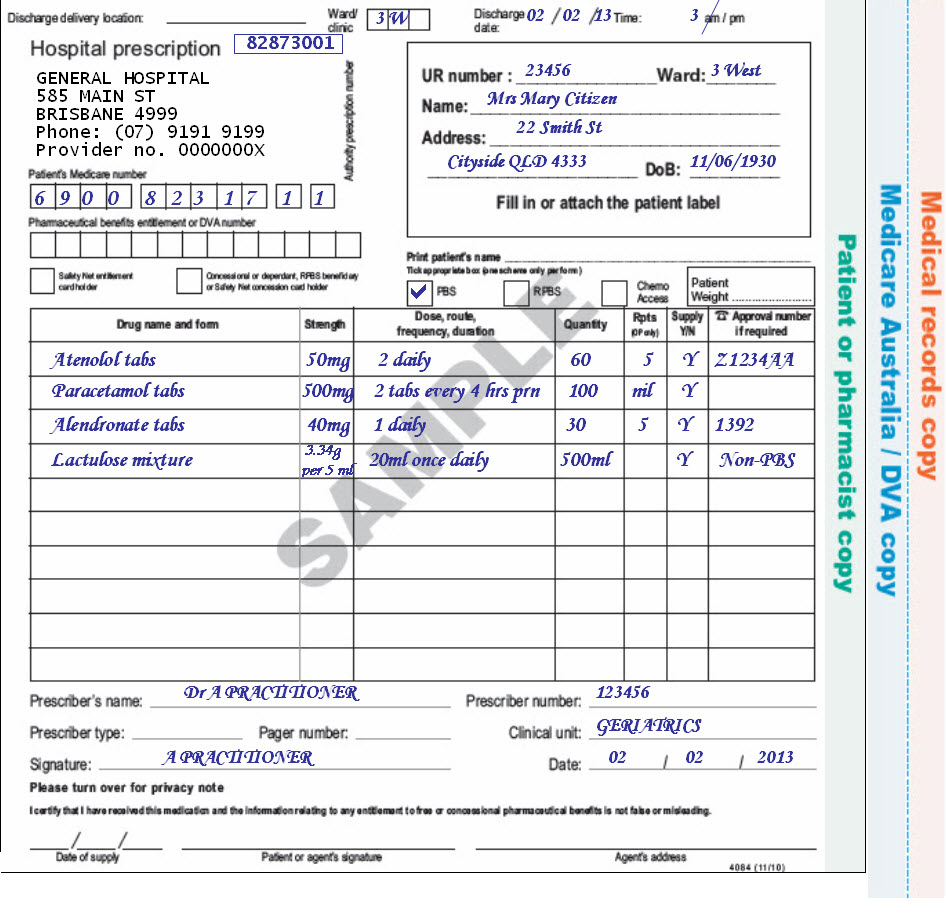 Discharge delivery location:
Ward/ clinic 3 W
Discharge date: 02 / 02 /13 Time: 3 am / pm
Hospital prescription 82873001
Authority prescription number
GENERAL HOSPITAL
585 MAIN ST
BRISBANE 4999
Phone: (07) 9191 9199
Provider no. 0000000X
UR number : 23456 Ward: 3 West
Name: Mrs Mary Citizen
Address: 22 Smith St
Cityside QLD 4333 DoB: 11/06/1930
Fill in or attach the patient label
Patient's Medicare number
6 9 0 0 8 2 3 1 7 1 1
Pharmaceutical benefits entitlement or DVA number
Safety Net entitlement cardholder
Concessional or dependant, RPBS beneficiary or Safety Net concession card holder
Print patient's name
Tick appropriate box (one scheme only per form)
✓ PBS RPBS Chemo Access
Patient Weight
Drug name and form Strength Dose, route, frequency, duration Quantity Rpts (OP only) Supply Y/N ☎ Approval number if required
Atenolol tabs 50mg 2 daily 60 5 Y Z1234AA
Paracetamol tabs 500mg 2 tabs every 4 hrs prn 100 nil Y
Alendronate tabs 40mg 1 daily 30 5 Y 1392
Lactulose mixture 3.34g per 5 ml 20ml once daily 500ml Y Non-PBS
SAMPLE
Prescriber's name: Dr A PRACTITIONER Prescriber number: 123456
Prescriber type: Pager number: Clinical unit: GERIATRICS
Signature: A PRACTITIONER Date: 02 / 02 / 2013
Please turn over for privacy note
I certify that I have received this medication and the information relating to any entitlement to free or concessional pharmaceutical benefits is not false or misleading.
/ /
Date of supply Patient or agent's signature Agent's address
4084 (11/10)
Patient or pharmacist copy
Medicare Australia / DVA copy
Medical records copy